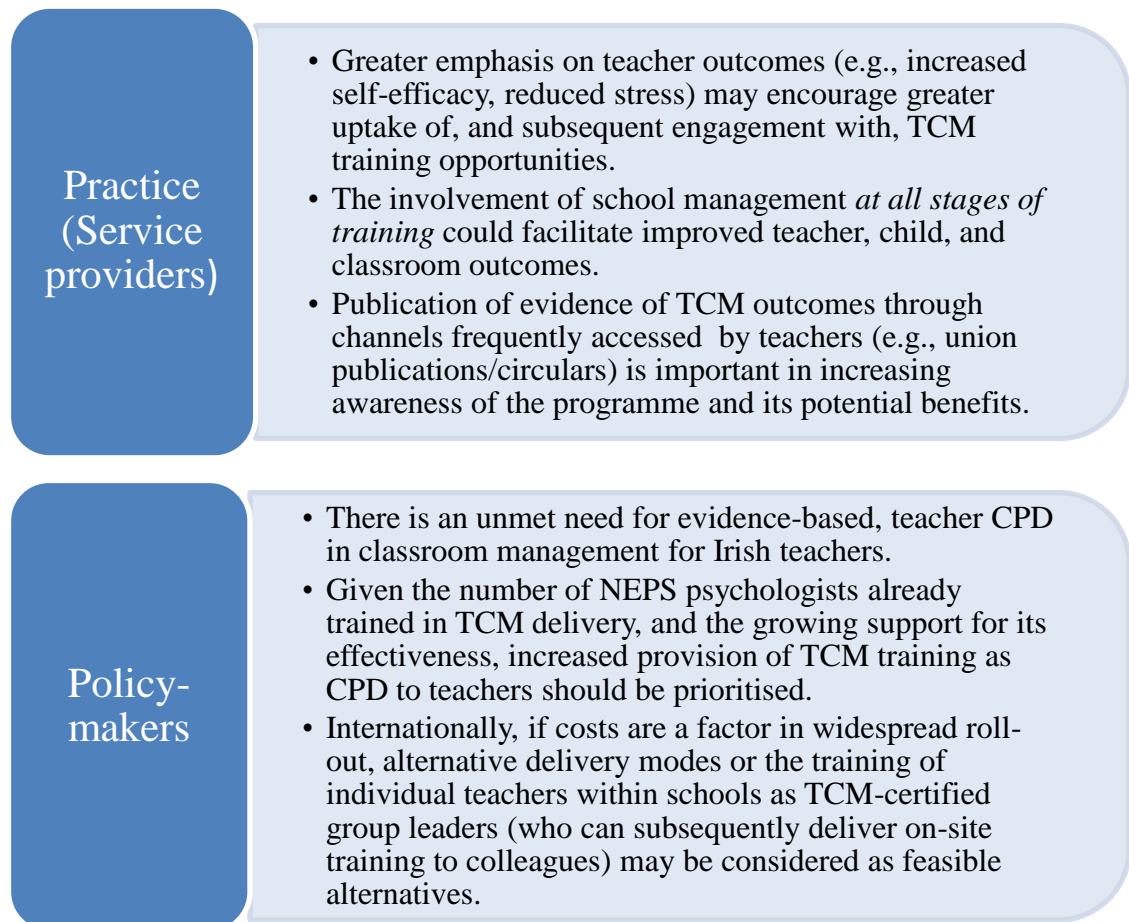 Practice
(Service
providers)
• Greater emphasis on teacher outcomes (e.g., increased
self-efficacy, reduced stress) may encourage greater
uptake of, and subsequent engagement with, TCM
training opportunities.
• The involvement of school management at all stages of
training could facilitate improved teacher, child, and
classroom outcomes.
• Publication of evidence of TCM outcomes through
channels frequently accessed by teachers (e.g., union
publications/circulars) is important in increasing
awareness of the programme and its potential benefits.
Policy-
makers
• There is an unmet need for evidence-based, teacher CPD
in classroom management for Irish teachers.
• Given the number of NEPS psychologists already
trained in TCM delivery, and the growing support for its
effectiveness, increased provision of TCM training as
CPD to teachers should be prioritised.
• Internationally, if costs are a factor in widespread roll-
out, alternative delivery modes or the training of
individual teachers within schools as TCM-certified
group leaders (who can subsequently deliver on-site
training to colleagues) may be considered as feasible
alternatives.